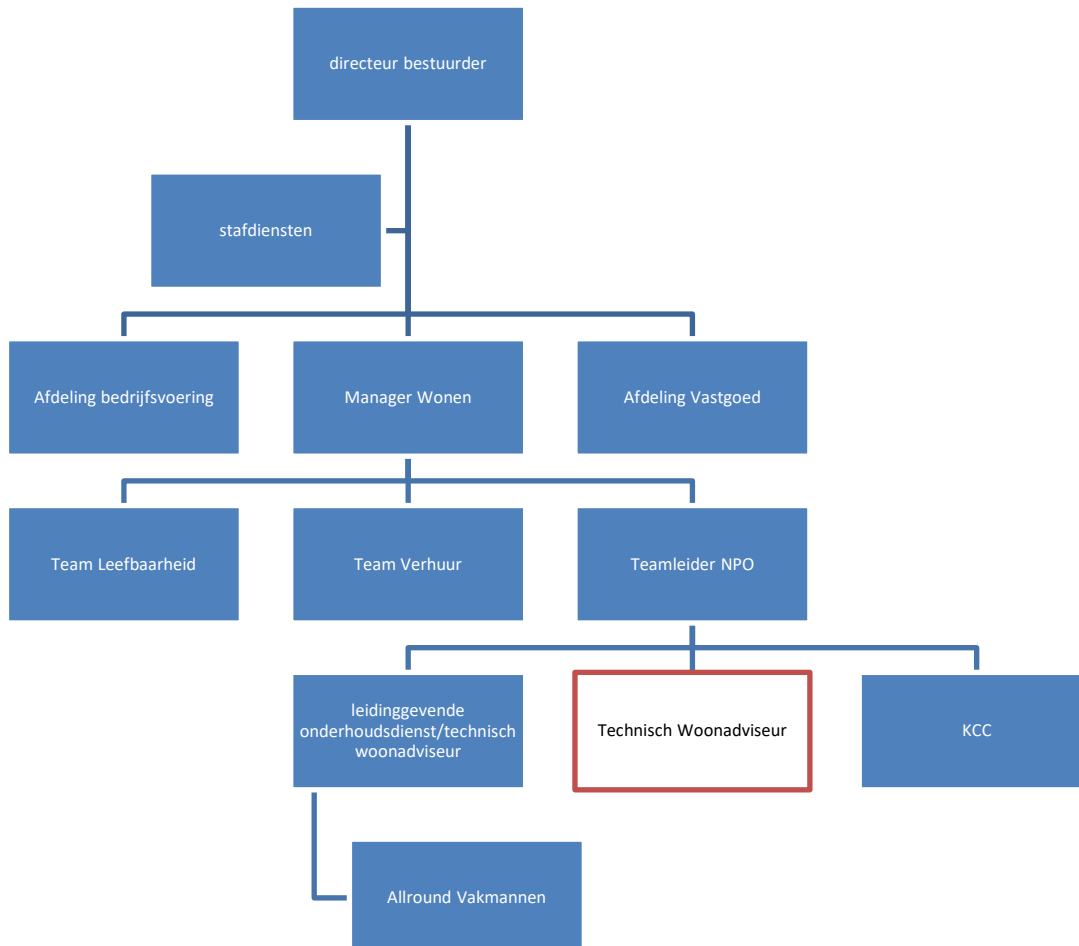 directeur bestuurder
stafdiensten
Afdeling bedrijfsvoering
Manager Wonen
Afdeling Vastgoed
Team Leefbaarheid
Team Verhuur
Teamleider NPO
leidinggevende
onderhoudsdienst/technisch
woonadviseur
Technisch Woonadviseur
KCC
Allround Vakmannen